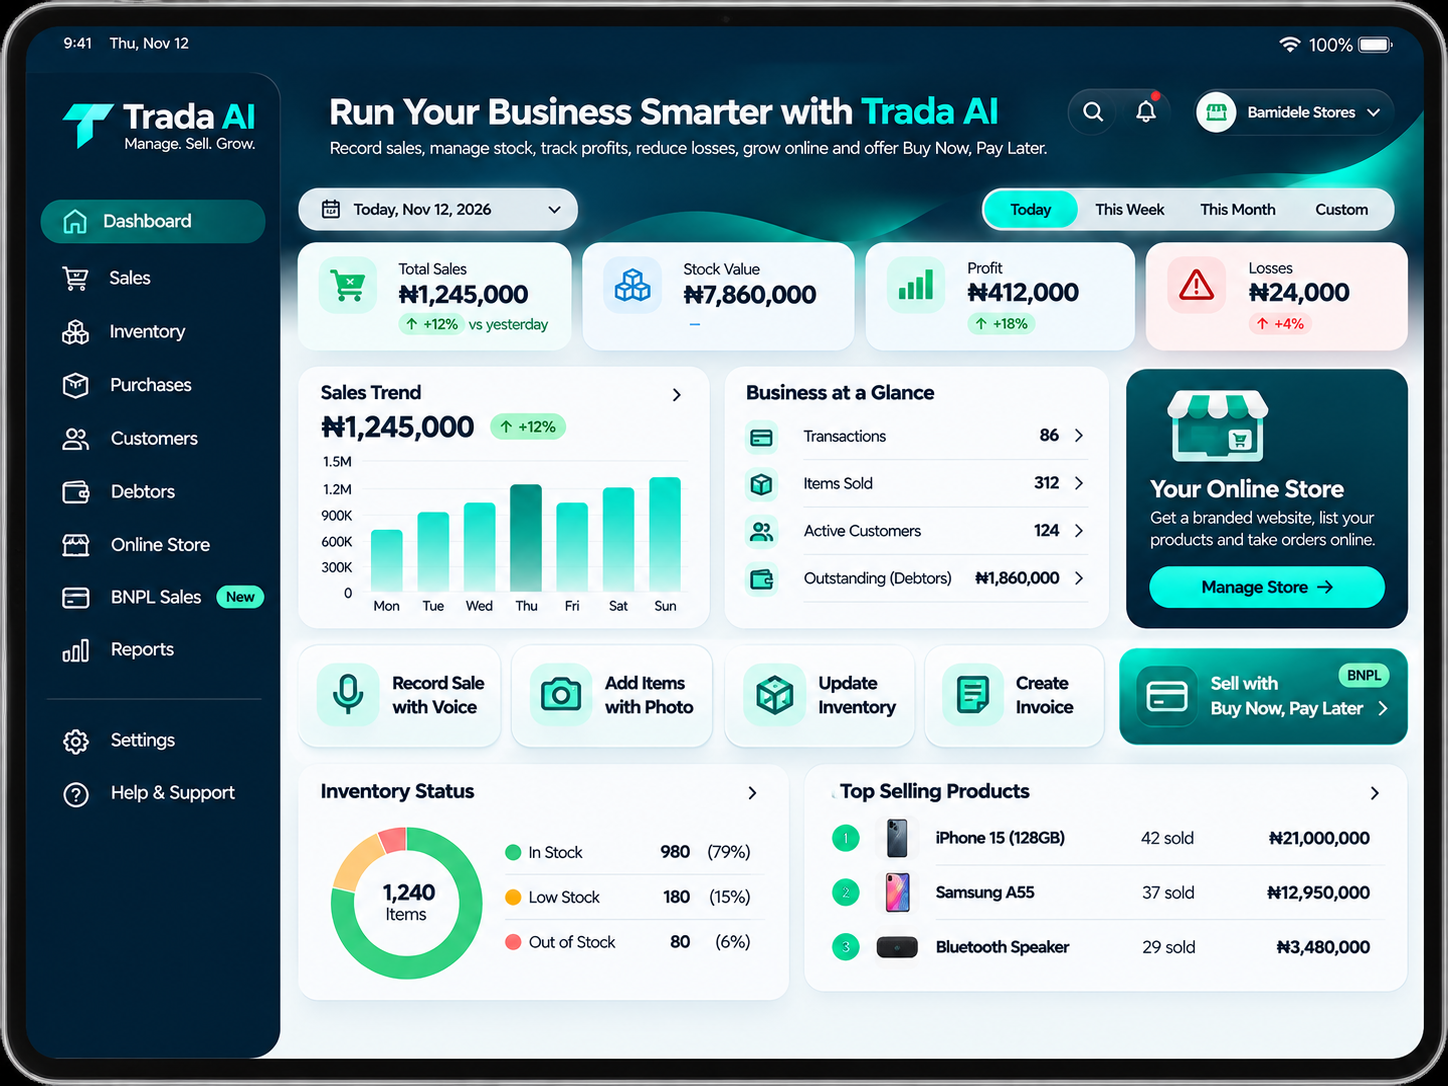 9:41 Thu, Nov 12
100%
Trada AI
Manage. Sell. Grow.
Dashboard
Sales
Inventory
Purchases
Customers
Debtors
Online Store
BNPL Sales New
Reports
Settings
Help & Support
Run Your Business Smarter with Trada AI
Record sales, manage stock, track profits, reduce losses, grow online and offer Buy Now, Pay Later.
Bamidele Stores
Today, Nov 12, 2026
Today This Week This Month Custom
Total Sales
₦1,245,000
↑ +12% vs yesterday
Stock Value
₦7,860,000
–
Profit
₦412,000
↑ +18%
Losses
₦24,000
↑ +4%
Sales Trend
₦1,245,000 ↑ +12%
1.5M
1.2M
900K
600K
300K
0
Mon Tue Wed Thu Fri Sat Sun
Business at a Glance
Transactions 86
Items Sold 312
Active Customers 124
Outstanding (Debtors) ₦1,860,000
Your Online Store
Get a branded website, list your
products and take orders online.
Manage Store →
Record Sale
with Voice
Add Items
with Photo
Update
Inventory
Create
Invoice
BNPL
Sell with
Buy Now, Pay Later
Inventory Status
1,240
Items
In Stock 980 (79%)
Low Stock 180 (15%)
Out of Stock 80 (6%)
Top Selling Products
1 iPhone 15 (128GB) 42 sold ₦21,000,000
2 Samsung A55 37 sold ₦12,950,000
3 Bluetooth Speaker 29 sold ₦3,480,000